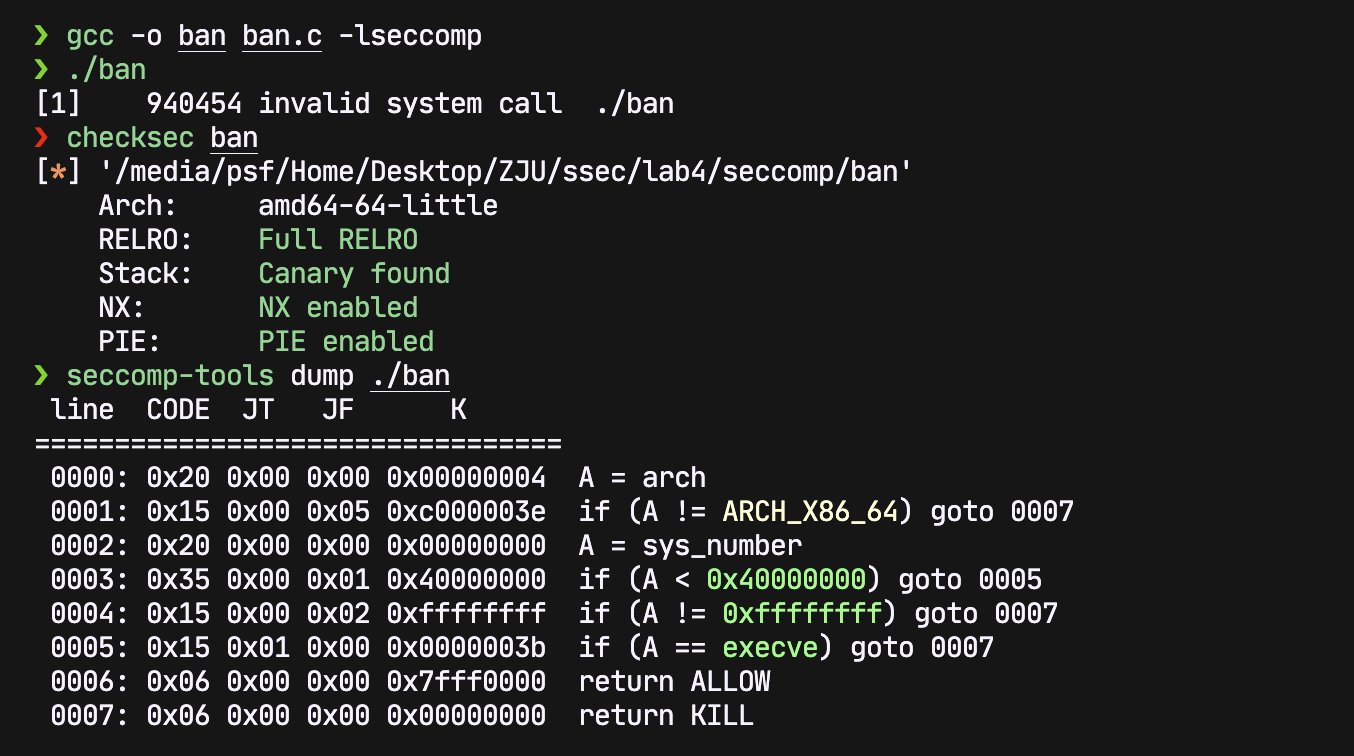 ❯ gcc -o ban ban.c -lseccomp
❯ ./ban
[1]    940454 invalid system call  ./ban
❯ checksec ban
[*] '/media/psf/Home/Desktop/ZJU/ssec/lab4/seccomp/ban'
    Arch:     amd64-64-little
    RELRO:    Full RELRO
    Stack:    Canary found
    NX:       NX enabled
    PIE:      PIE enabled
❯ seccomp-tools dump ./ban
 line  CODE  JT   JF      K
=================================
 0000: 0x20 0x00 0x00 0x00000004  A = arch
 0001: 0x15 0x00 0x05 0xc000003e  if (A != ARCH_X86_64) goto 0007
 0002: 0x20 0x00 0x00 0x00000000  A = sys_number
 0003: 0x35 0x00 0x01 0x40000000  if (A < 0x40000000) goto 0005
 0004: 0x15 0x00 0x02 0xffffffff  if (A != 0xffffffff) goto 0007
 0005: 0x15 0x01 0x00 0x0000003b  if (A == execve) goto 0007
 0006: 0x06 0x00 0x00 0x7fff0000  return ALLOW
 0007: 0x06 0x00 0x00 0x00000000  return KILL